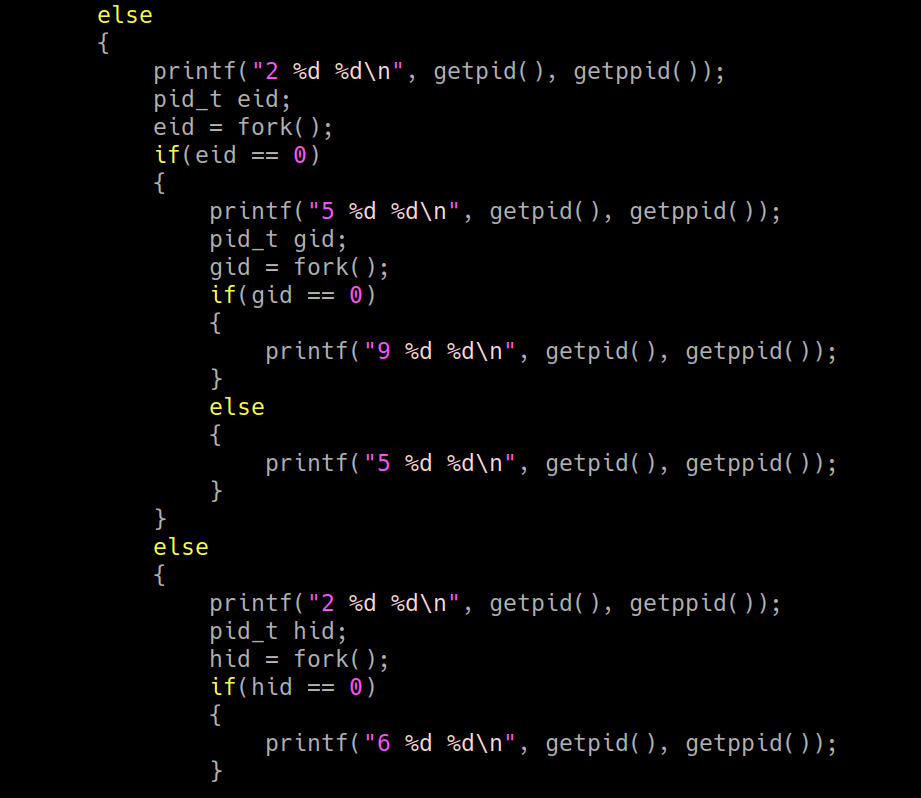 else
{
    printf("2 %d %d\n", getpid(), getppid());
    pid_t eid;
    eid = fork();
    if(eid == 0)
    {
        printf("5 %d %d\n", getpid(), getppid());
        pid_t gid;
        gid = fork();
        if(gid == 0)
        {
            printf("9 %d %d\n", getpid(), getppid());
        }
        else
        {
            printf("5 %d %d\n", getpid(), getppid());
        }
    }
    else
    {
        printf("2 %d %d\n", getpid(), getppid());
        pid_t hid;
        hid = fork();
        if(hid == 0)
        {
            printf("6 %d %d\n", getpid(), getppid());
        }